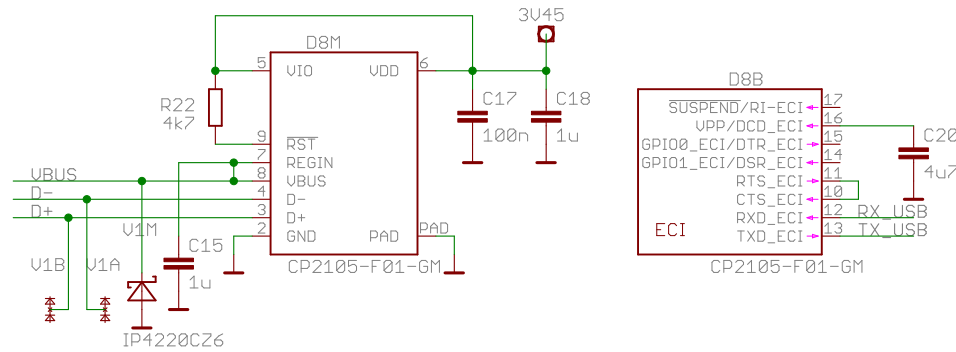 3V45
D8M
5 VIO VDD 6
R22
4k7
C17
100n
C18
1u
9 RST
7 REGIN
8 VBUS
4 D-
3 D+
2 GND PAD PAD
CP2105-F01-GM
VBUS
D-
D+
V1M
C15
1u
V1B V1A
IP4220CZ6
D8B
SUSPEND/RI-ECI 17
VPP/DCD_ECI 16
GPIO0_ECI/DTR_ECI 15
GPIO1_ECI/DSR_ECI 14
RTS_ECI 11
CTS_ECI 10
RXD_ECI 12 RX_USB
TXD_ECI 13 TX_USB
ECI
CP2105-F01-GM
C20
4u7